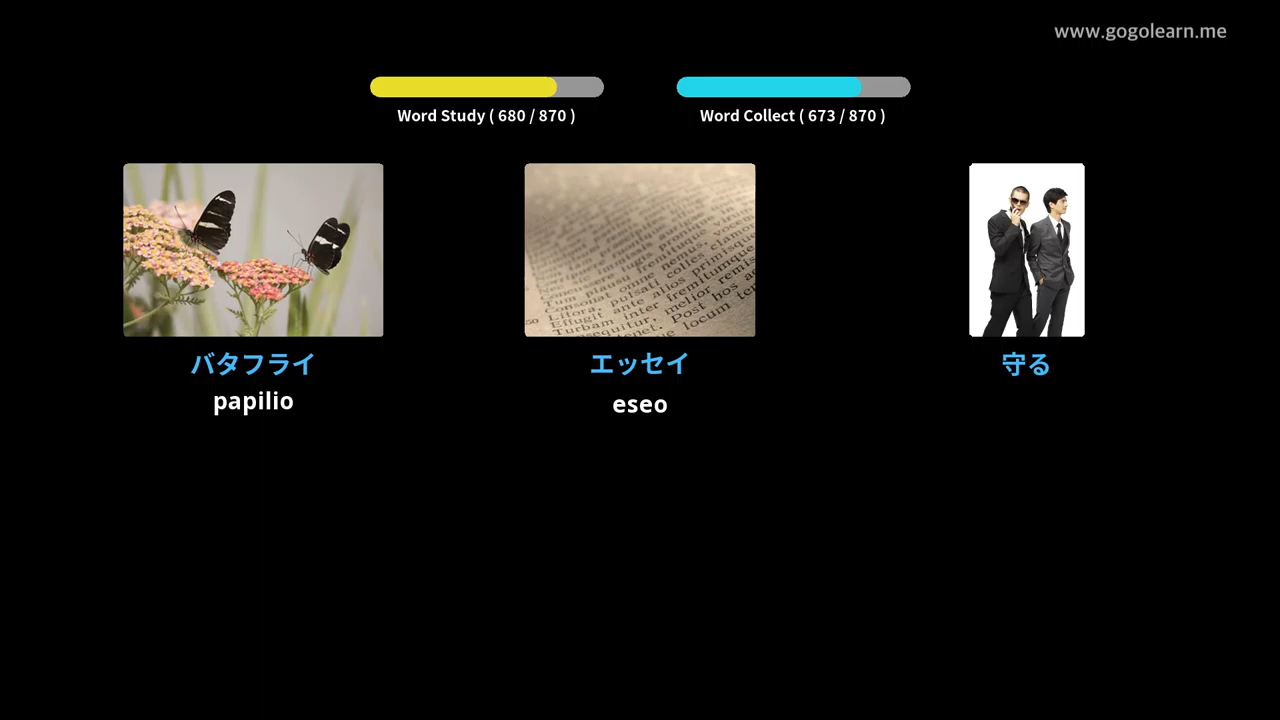 www.gogolearn.me
Word Study ( 680 / 870 )
Word Collect ( 673 / 870 )
バタフライ
papilio
エッセイ
eseo
守る